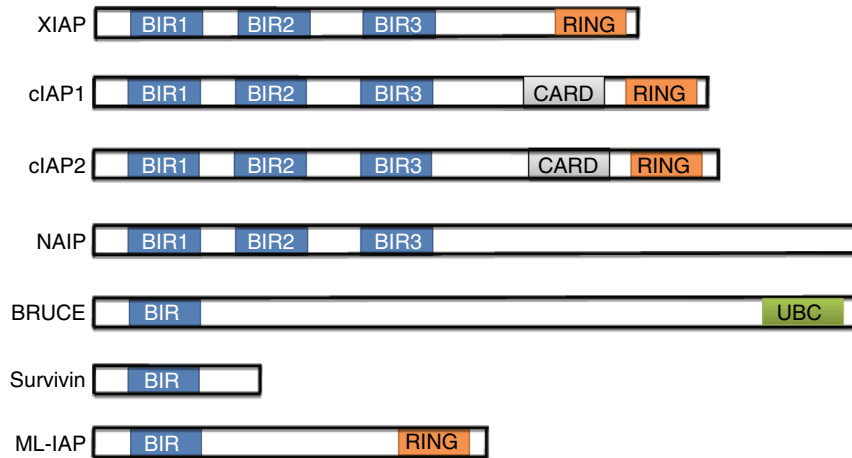 XIAP BIR1 BIR2 BIR3 RING
cIAP1 BIR1 BIR2 BIR3 CARD RING
cIAP2 BIR1 BIR2 BIR3 CARD RING
NAIP BIR1 BIR2 BIR3
BRUCE BIR UBC
Survivin BIR
ML-IAP BIR RING